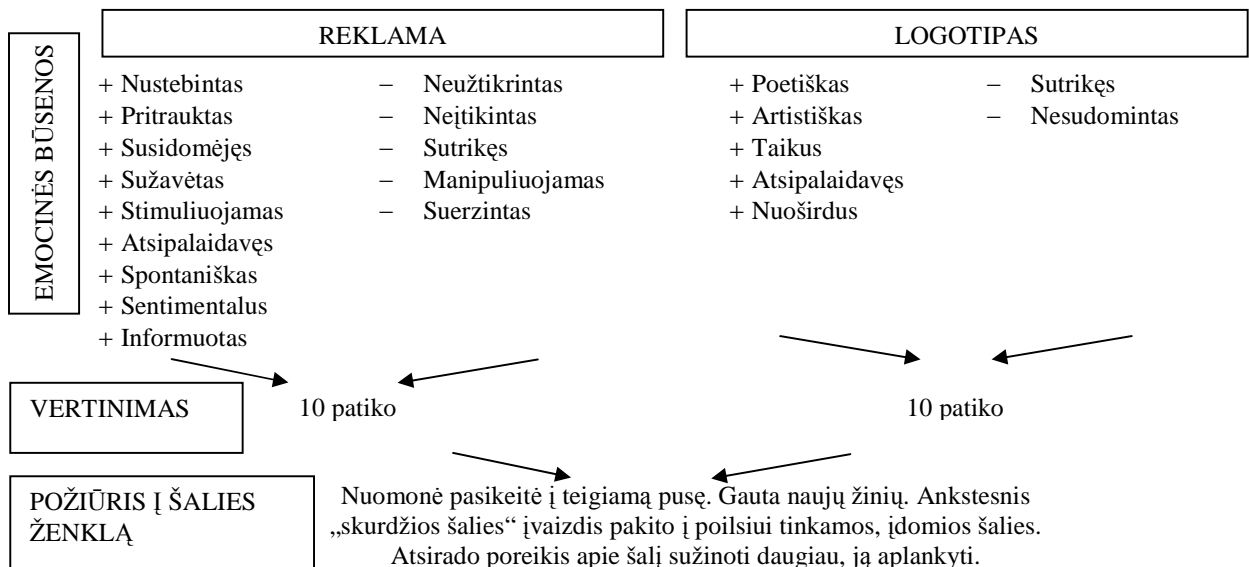 EMOCINĖS BŪSENOS
REKLAMA
+ Nustebintas
+ Pritrauktas
+ Susidomėjęs
+ Sužavėtas
+ Stimuliuojamas
+ Atsipalaidavęs
+ Spontaniškas
+ Sentimentalus
+ Informuotas
– Neužtikrintas
– Neįtikintas
– Sutrikęs
– Manipuliuojamas
– Suerzintas
LOGOTIPAS
+ Poetiškas
+ Artistiškas
+ Taikus
+ Atsipalaidavęs
+ Nuoširdus
– Sutrikęs
– Nesudomintas
VERTINIMAS
10 patiko
10 patiko
POŽIŪRIS Į ŠALIES
ŽENKLĄ
Nuomonė pasikeitė į teigiamą pusę. Gauta naujų žinių. Ankstesnis
„skurdžios šalies“ įvaizdis pakito į poilsiui tinkamos, įdomios šalies.
Atsirado poreikis apie šalį sužinoti daugiau, ją aplankyti.